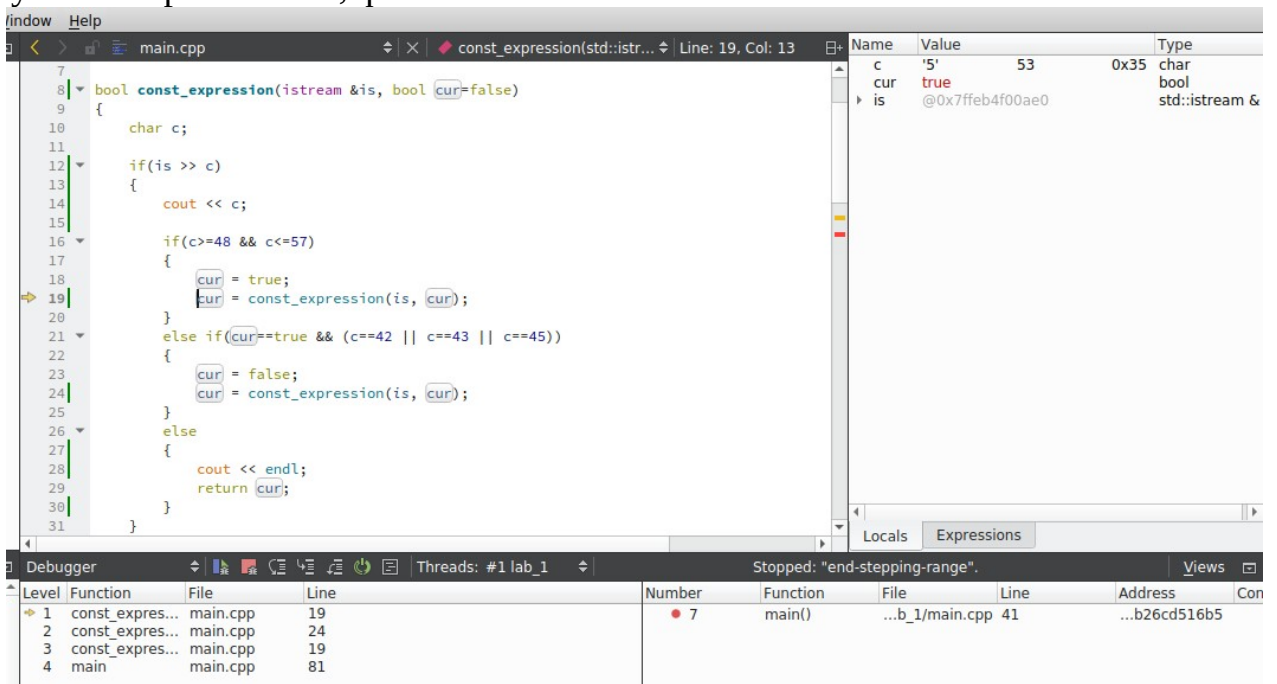 Window Help
main.cpp const_expression(std::istr... Line: 19, Col: 13
7
8 bool const_expression(istream &is, bool cur=false)
9 {
10 char c;
11
12 if(is >> c)
13 {
14 cout << c;
15
16 if(c>=48 && c<=57)
17 {
18 cur = true;
19 cur = const_expression(is, cur);
20 }
21 else if(cur==true && (c==42 || c==43 || c==45))
22 {
23 cur = false;
24 cur = const_expression(is, cur);
25 }
26 else
27 {
28 cout << endl;
29 return cur;
30 }
31 }
Name Value Type
c '5' 53 0x35 char
cur true bool
is @0x7ffeb4f00ae0 std::istream &
Locals Expressions
Debugger Threads: #1 lab_1 Stopped: "end-stepping-range". Views
Level Function File Line
1 const_expres... main.cpp 19
2 const_expres... main.cpp 24
3 const_expres... main.cpp 19
4 main main.cpp 81
Number Function File Line Address Con
7 main() ...b_1/main.cpp 41 ...b26cd516b5